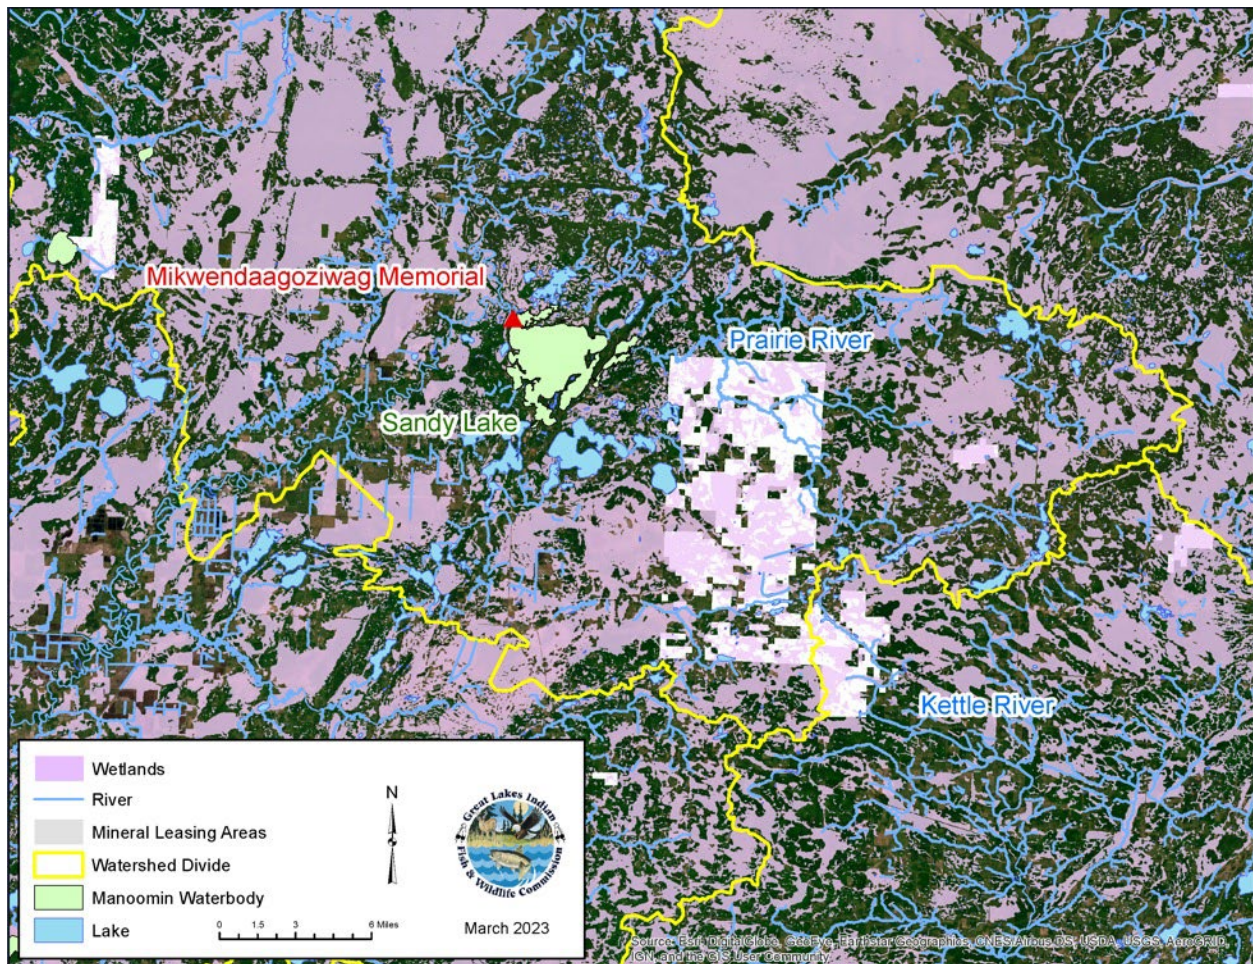 Mikwendaagoziwag Memorial
Prairie River
Sandy Lake
Kettle River
Wetlands
River
Mineral Leasing Areas
Watershed Divide
Manoomin Waterbody
Lake
N
0 1.5 3 6 Miles
Great Lakes Indian
Fish & Wildlife Commission
March 2023
Source: Esri, DigitalGlobe, GeoEye, Earthstar Geographics, CNES/Airbus DS, USDA, USGS, AeroGRID,
IGN, and the GIS User Community